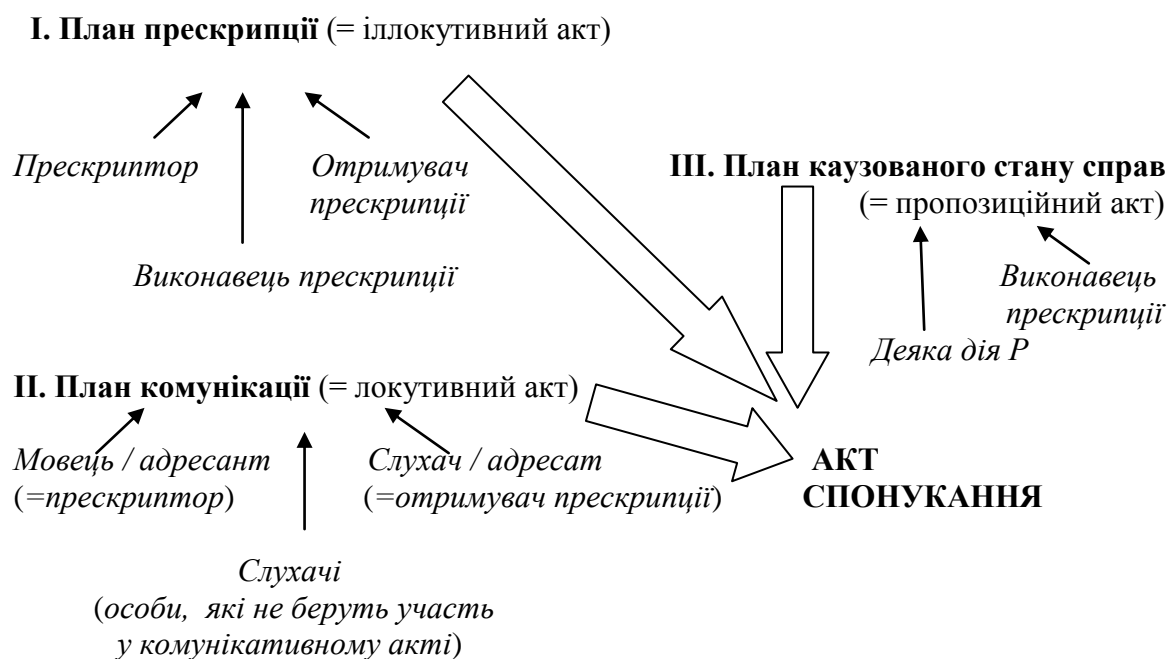 I. План прескрипції (= іллокутивний акт)
Прескриптор
Отримувач
прескрипції
Виконавець прескрипції
III. План каузованого стану справ
(= пропозиційний акт)
Виконавець
прескрипції
Деяка дія P
II. План комунікації (= локутивний акт)
Мовець / адресант
(=прескриптор)
Слухач / адресат
(=отримувач прескрипції)
Слухачі
(особи, які не беруть участь
у комунікативному акті)
АКТ
СПОНУКАННЯ